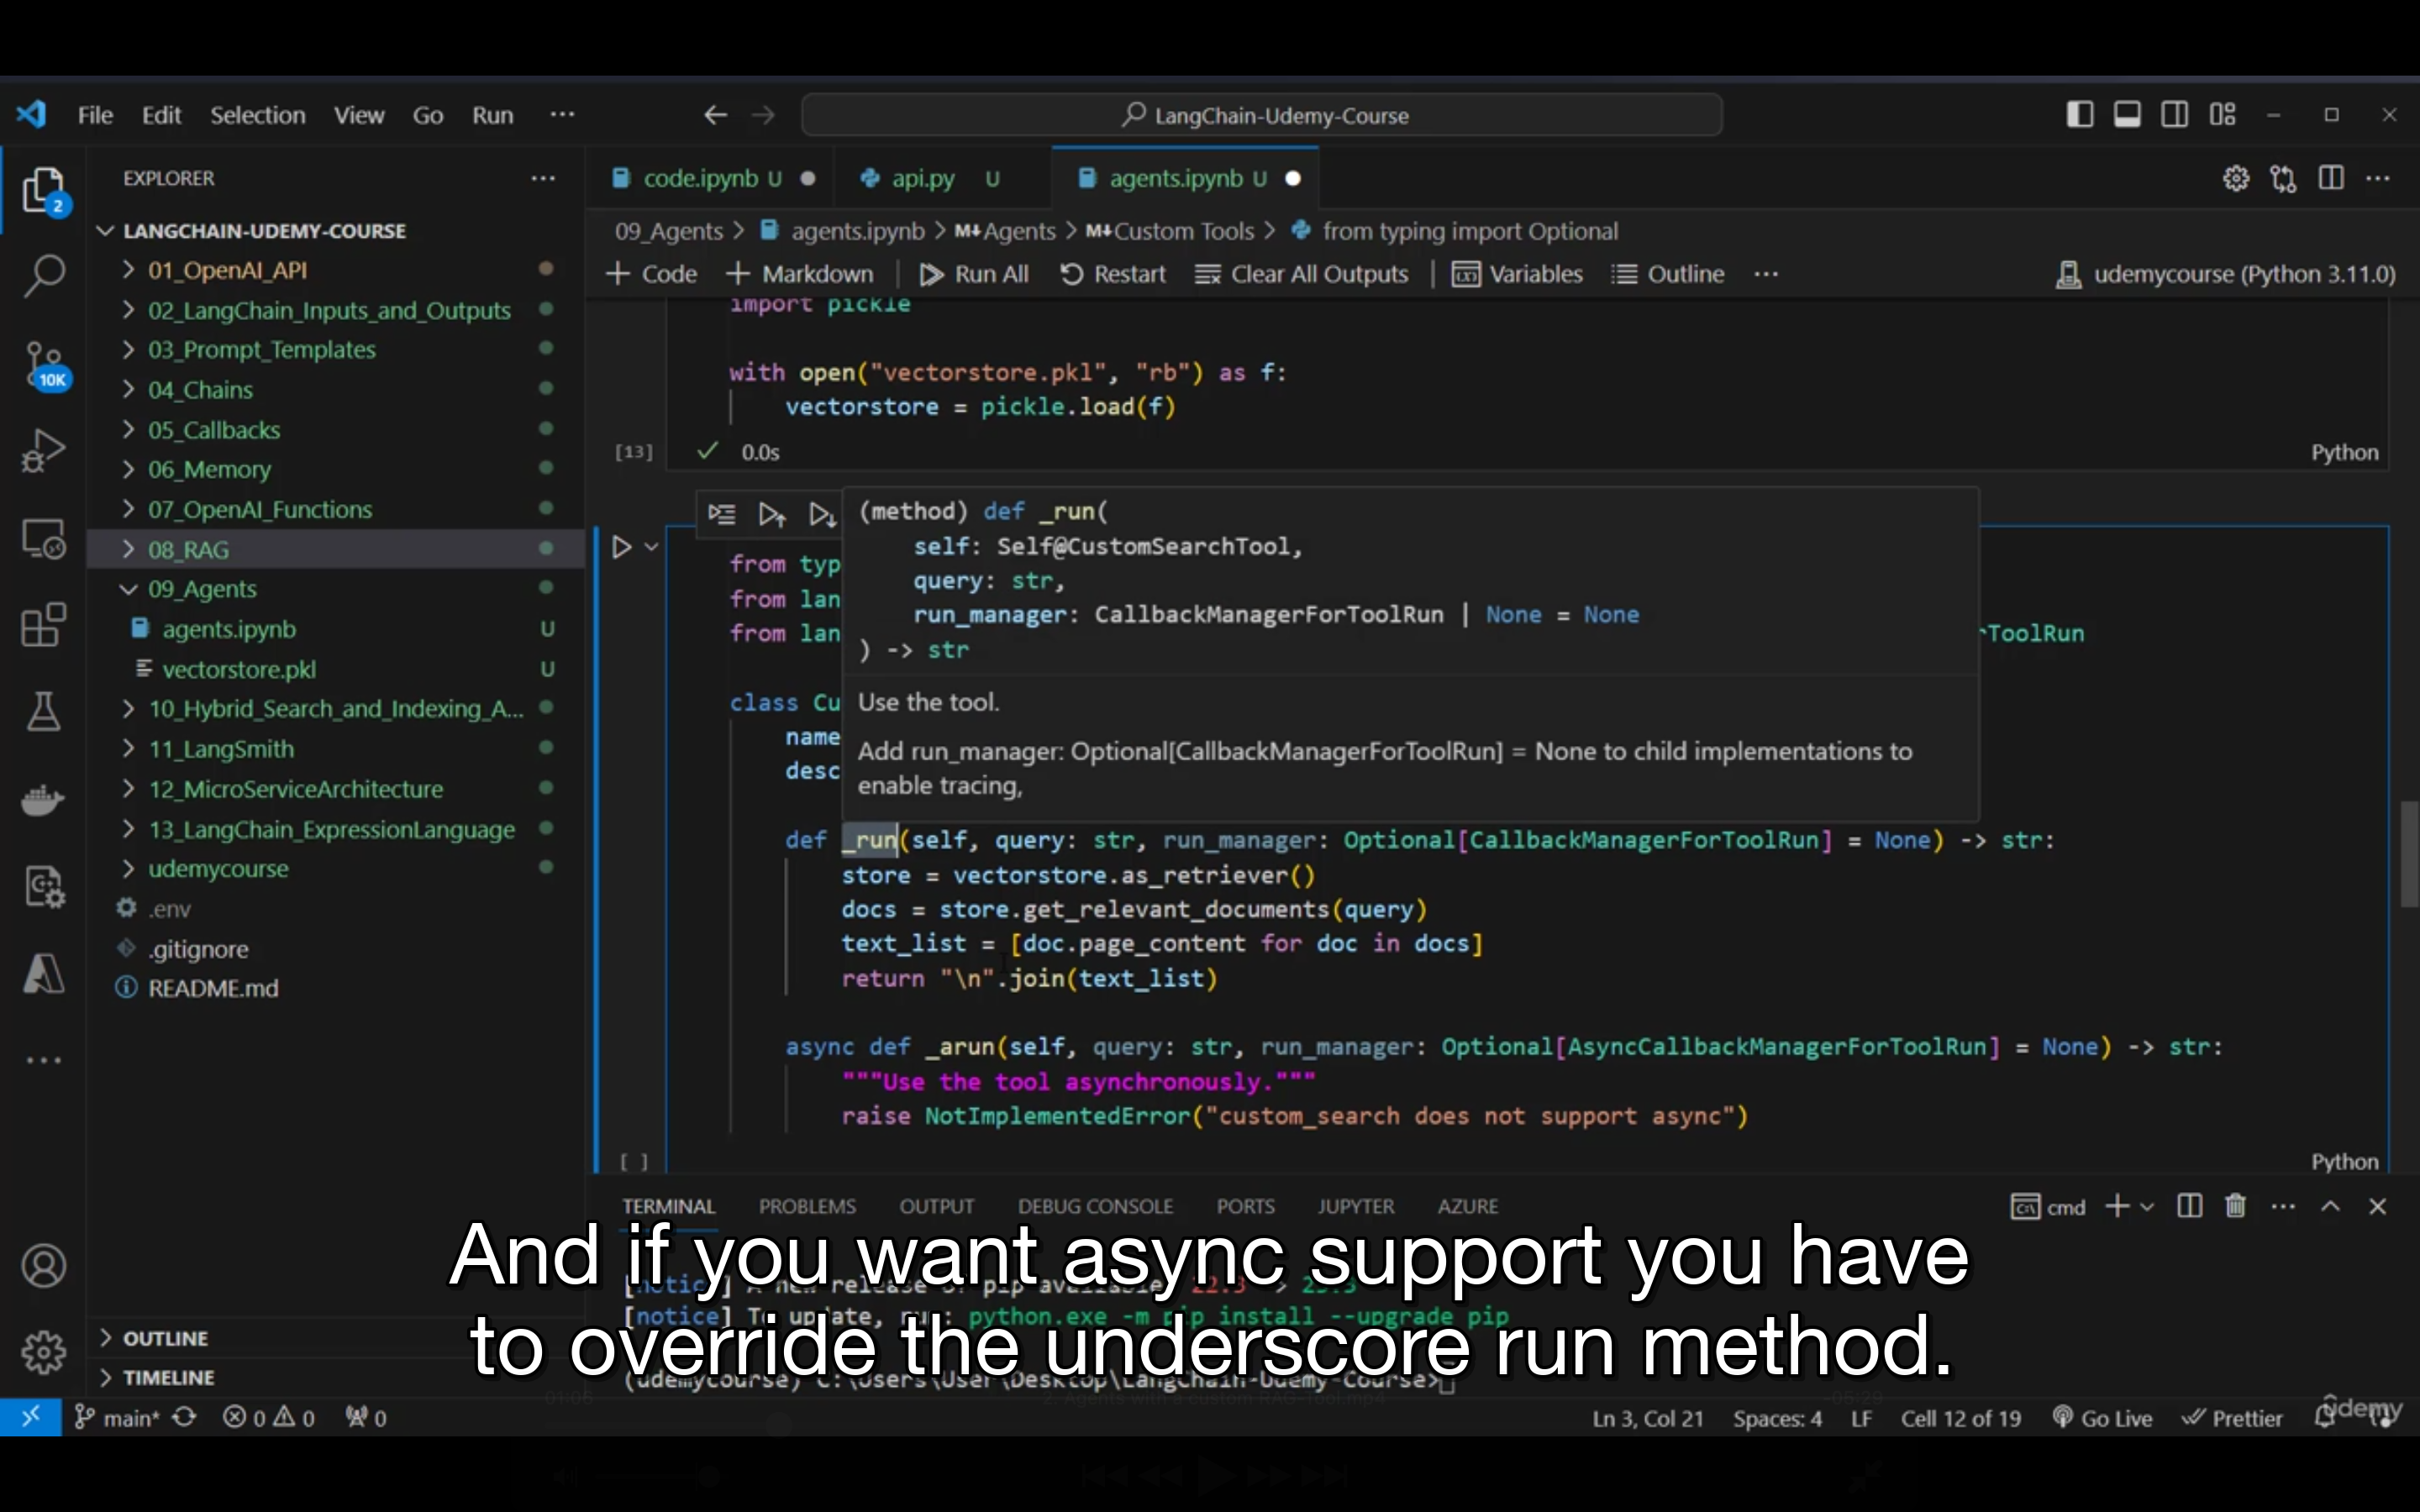 File Edit Selection View Go Run ···
LangChain-Udemy-Course
EXPLORER ···
LANGCHAIN-UDEMY-COURSE
01_OpenAI_API
02_LangChain_Inputs_and_Outputs
03_Prompt_Templates
04_Chains
05_Callbacks
06_Memory
07_OpenAI_Functions
08_RAG
09_Agents
agents.ipynb U
vectorstore.pkl U
10_Hybrid_Search_and_Indexing_A...
11_LangSmith
12_MicroServiceArchitecture
13_LangChain_ExpressionLanguage
udemycourse
.env
.gitignore
README.md
OUTLINE
TIMELINE
2
10K
code.ipynb U ● api.py U agents.ipynb U ●
09_Agents > agents.ipynb > M↓Agents > M↓Custom Tools > from typing import Optional
+ Code + Markdown | Run All Restart Clear All Outputs | Variables Outline ··· udemycourse (Python 3.11.0)
import pickle
with open("vectorstore.pkl", "rb") as f:
vectorstore = pickle.load(f)
[13] ✓ 0.0s Python
(method) def _run(
self: Self@CustomSearchTool,
query: str,
run_manager: CallbackManagerForToolRun | None = None
) -> str
Use the tool.
Add run_manager: Optional[CallbackManagerForToolRun] = None to child implementations to
enable tracing,
from typ
from lan
from lan rToolRun
class Cu
name
desc
def _run(self, query: str, run_manager: Optional[CallbackManagerForToolRun] = None) -> str:
store = vectorstore.as_retriever()
docs = store.get_relevant_documents(query)
text_list = [doc.page_content for doc in docs]
return "\n".join(text_list)
async def _arun(self, query: str, run_manager: Optional[AsyncCallbackManagerForToolRun] = None) -> str:
"""Use the tool asynchronously."""
raise NotImplementedError("custom_search does not support async")
[ ] Python
TERMINAL PROBLEMS OUTPUT DEBUG CONSOLE PORTS JUPYTER AZURE cmd
And if you want async support you have
to override the underscore run method.
[notice] A new release of pip available 22.3 ->
[notice] To update, run: python.exe -m pip install --upgrade pip
(udemycourse) C:\Users\User\Desktop\LangChain-Udemy-Course>
main* 0 0 0 Ln 3, Col 21 Spaces: 4 LF Cell 12 of 19 Go Live Prettier
ûdemy